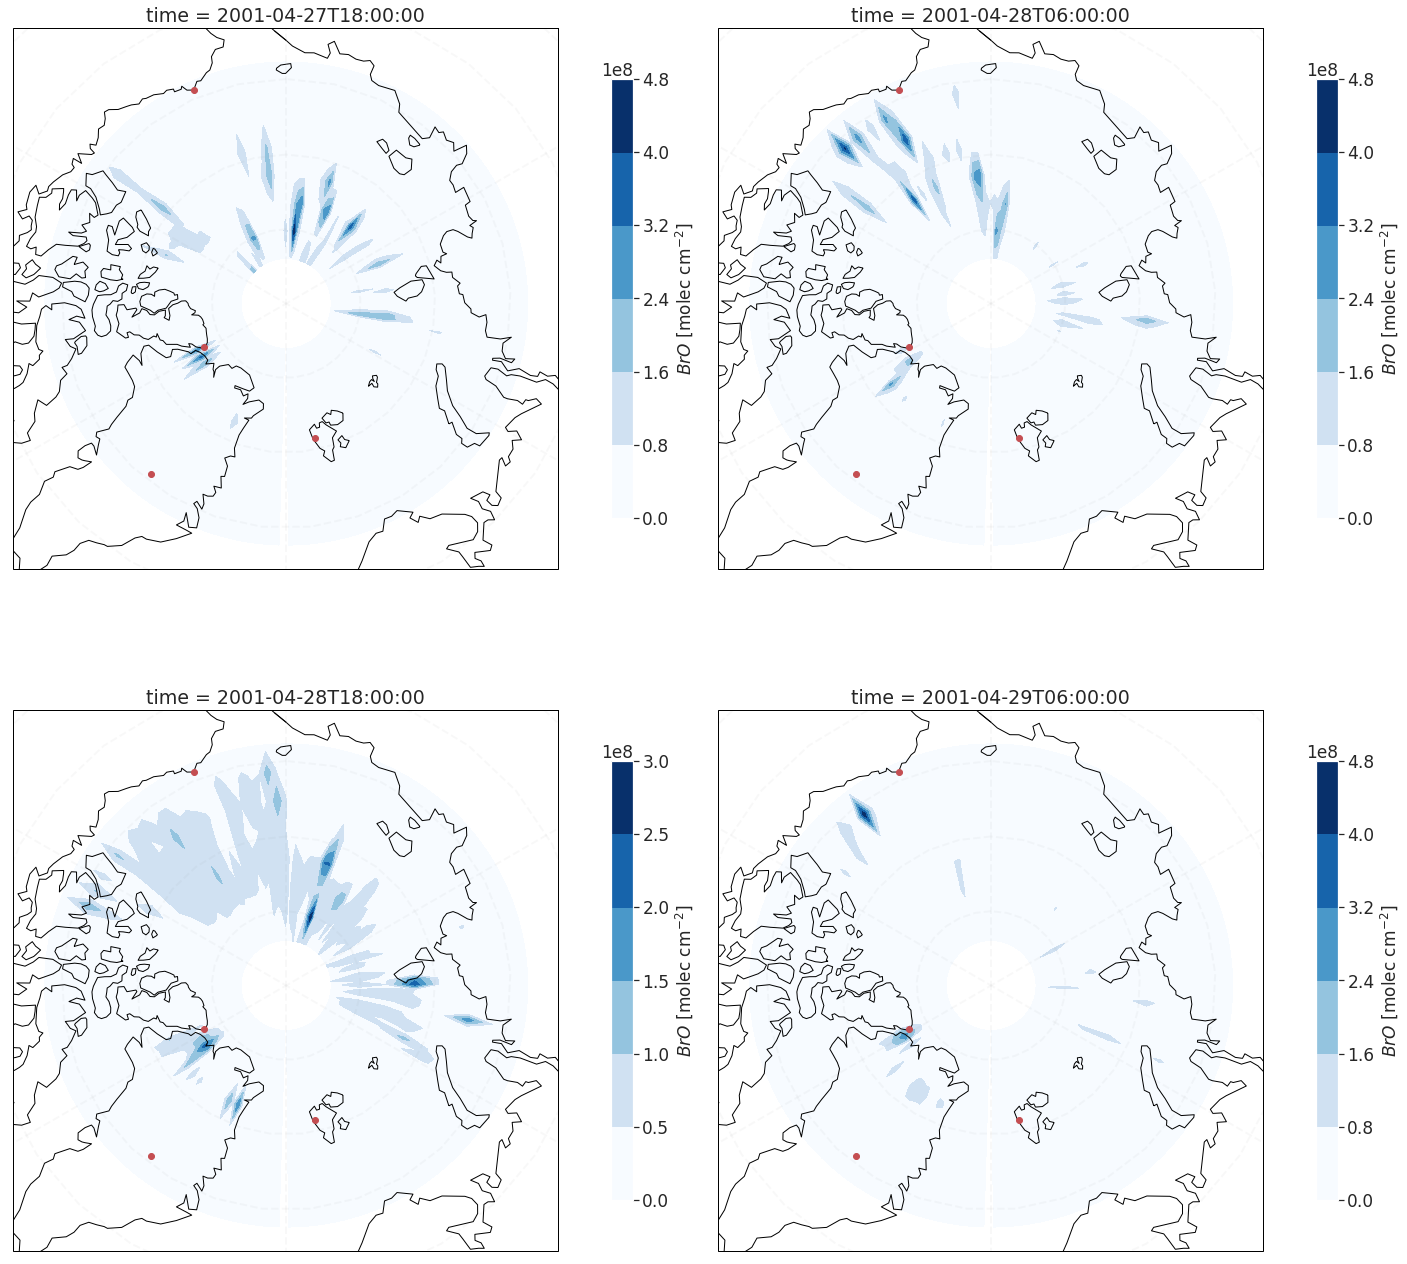 time = 2001-04-27T18:00:00
1e8
4.8
4.0
3.2
2.4
1.6
0.8
0.0
BrO [molec cm⁻²]
time = 2001-04-28T06:00:00
1e8
4.8
4.0
3.2
2.4
1.6
0.8
0.0
BrO [molec cm⁻²]
time = 2001-04-28T18:00:00
1e8
3.0
2.5
2.0
1.5
1.0
0.5
0.0
BrO [molec cm⁻²]
time = 2001-04-29T06:00:00
1e8
4.8
4.0
3.2
2.4
1.6
0.8
0.0
BrO [molec cm⁻²]